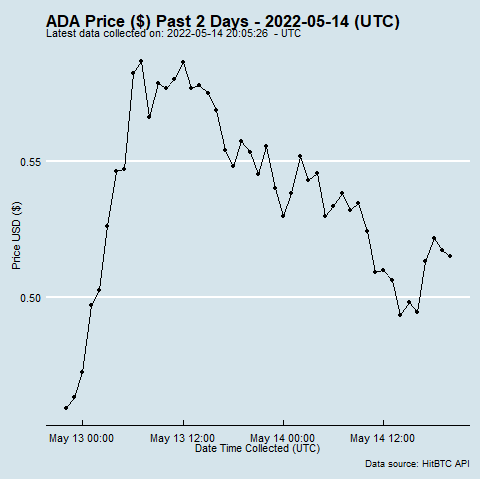 ADA Price ($) Past 2 Days - 2022-05-14 (UTC)
Latest data collected on: 2022-05-14 20:05:26 - UTC
0.55
Price USD ($)
0.50
May 13 00:00 May 13 12:00 May 14 00:00 May 14 12:00
Date Time Collected (UTC)
Data source: HitBTC API